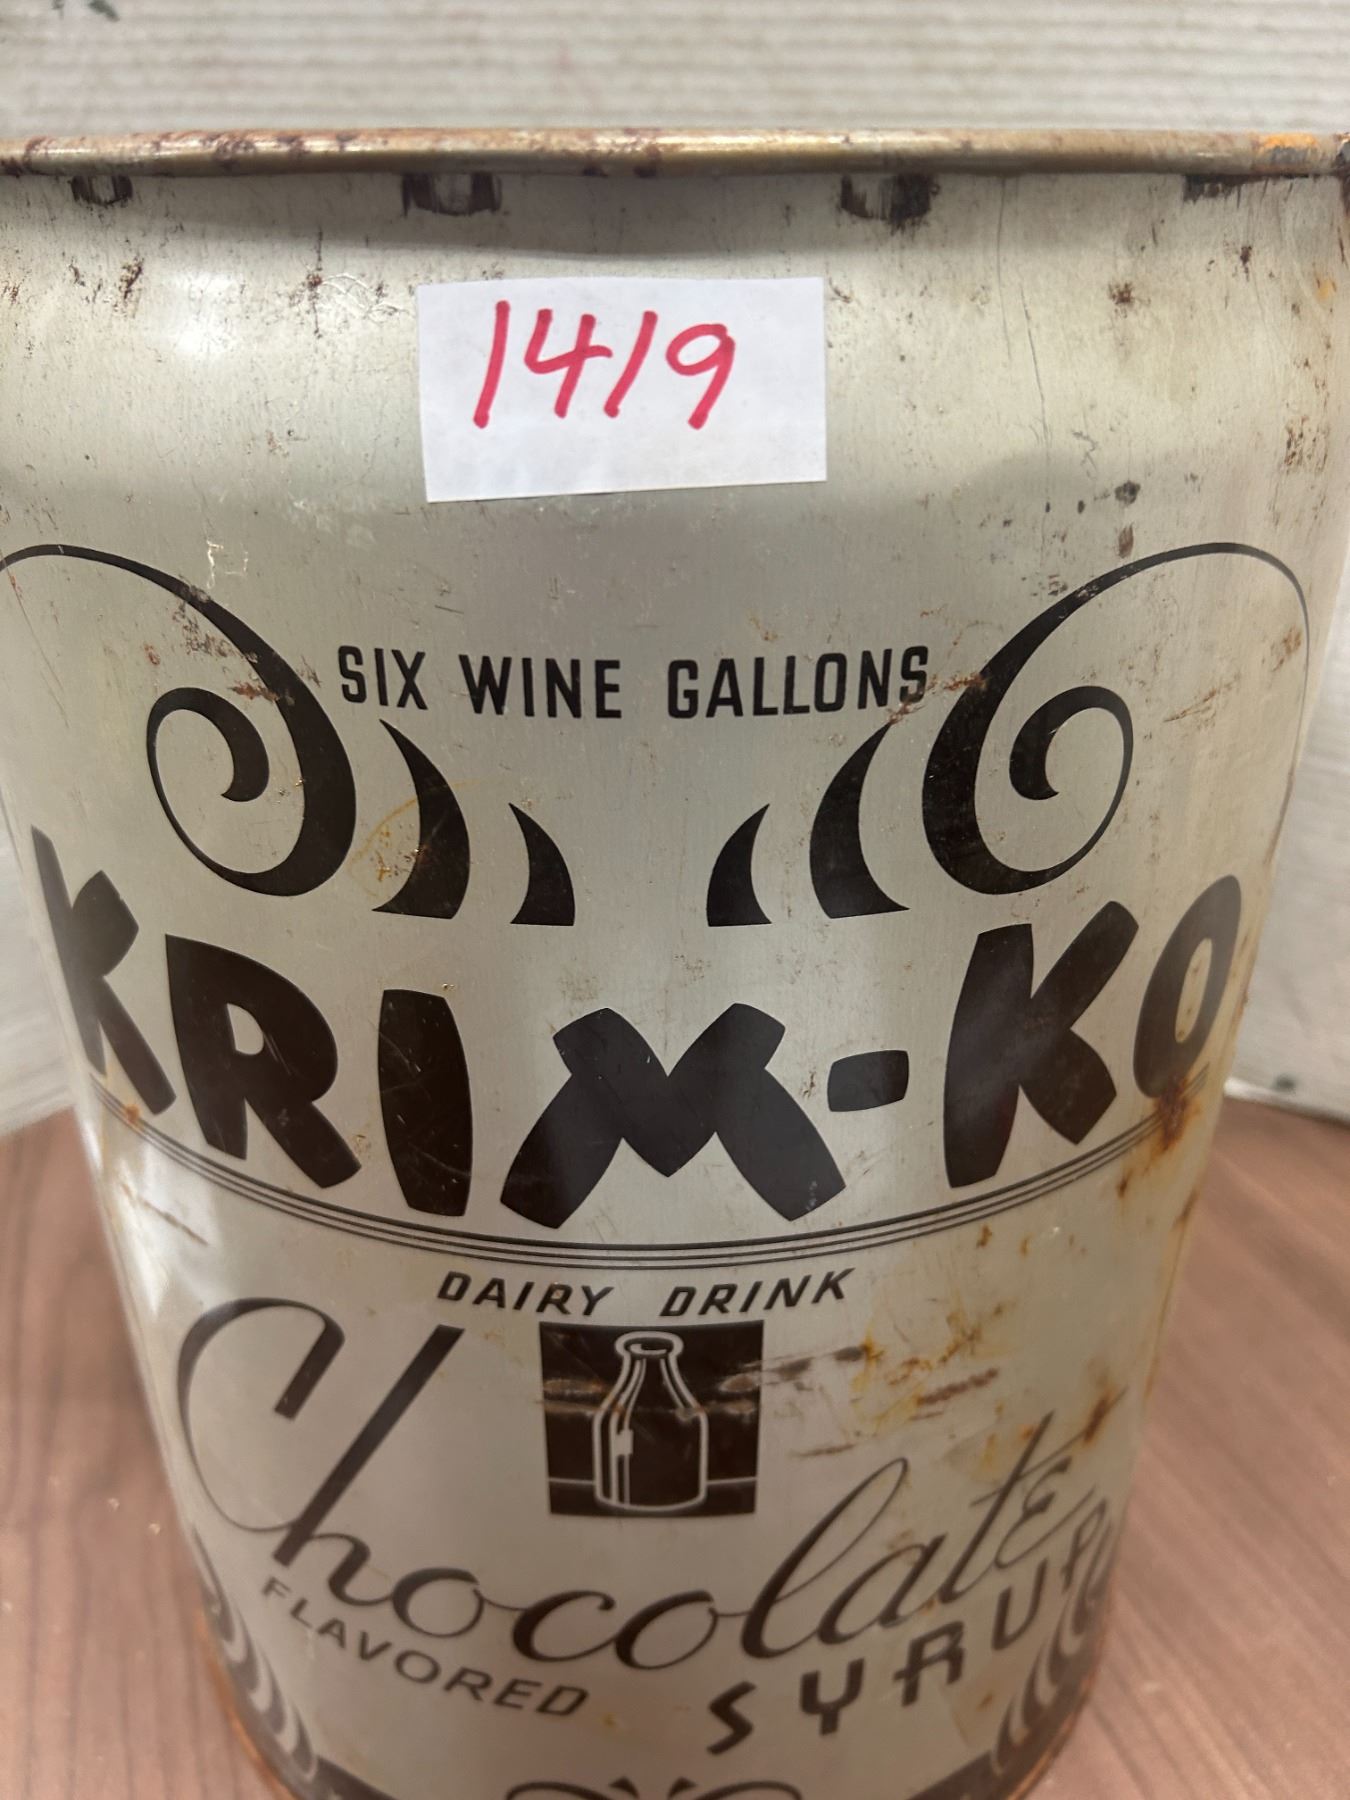 1419
SIX WINE GALLONS
KRIM-KO
DAIRY DRINK
Chocolate
FLAVORED SYRUP